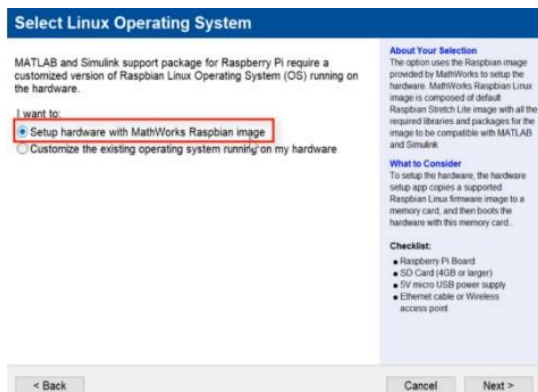 Select Linux Operating System
MATLAB and Simulink support package for Raspberry Pi require a
customized version of Raspbian Linux Operating System (OS) running on
the hardware.
I want to:
Setup hardware with MathWorks Raspbian image
Customize the existing operating system running on my hardware
About Your Selection
The option uses the Raspbian image
provided by MathWorks to setup the
hardware. MathWorks Raspbian Linux
image is composed of default
Raspbian Stretch Lite image with all the
required libraries and packages for the
image to be compatible with MATLAB
and Simulink
What to Consider
To setup the hardware, the hardware
setup app copies a supported
Raspbian Linux firmware image to a
memory card, and then boots the
hardware with this memory card..
Checklist:
• Raspberry Pi Board
• SD Card (4GB or larger)
• 5V micro USB power supply
• Ethernet cable or Wireless
access point
< Back
Cancel
Next >